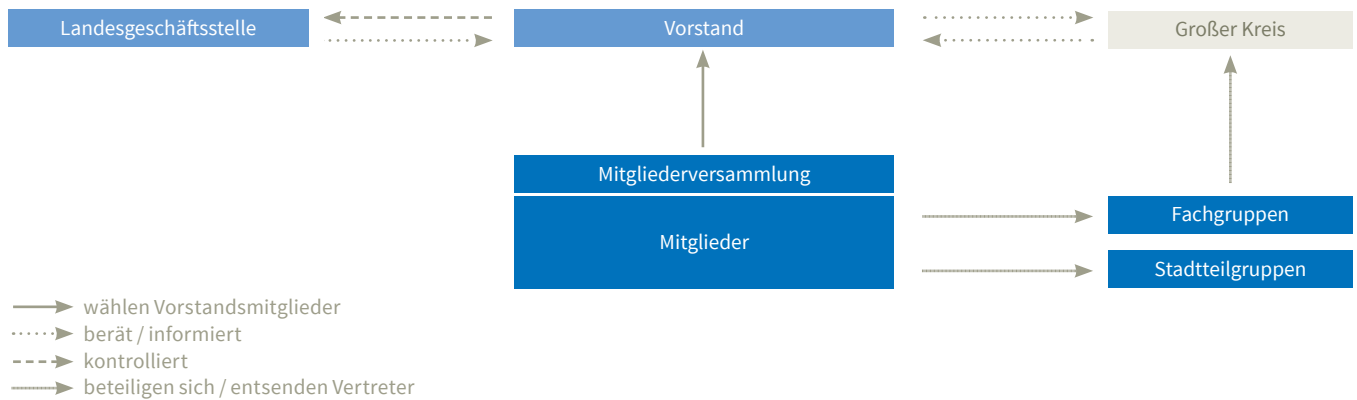 Landesgeschäftsstelle
Vorstand
Großer Kreis
Mitgliederversammlung
Mitglieder
Fachgruppen
Stadtteilgruppen
wählen Vorstandsmitglieder
berät / informiert
kontrolliert
beteiligen sich / entsenden Vertreter